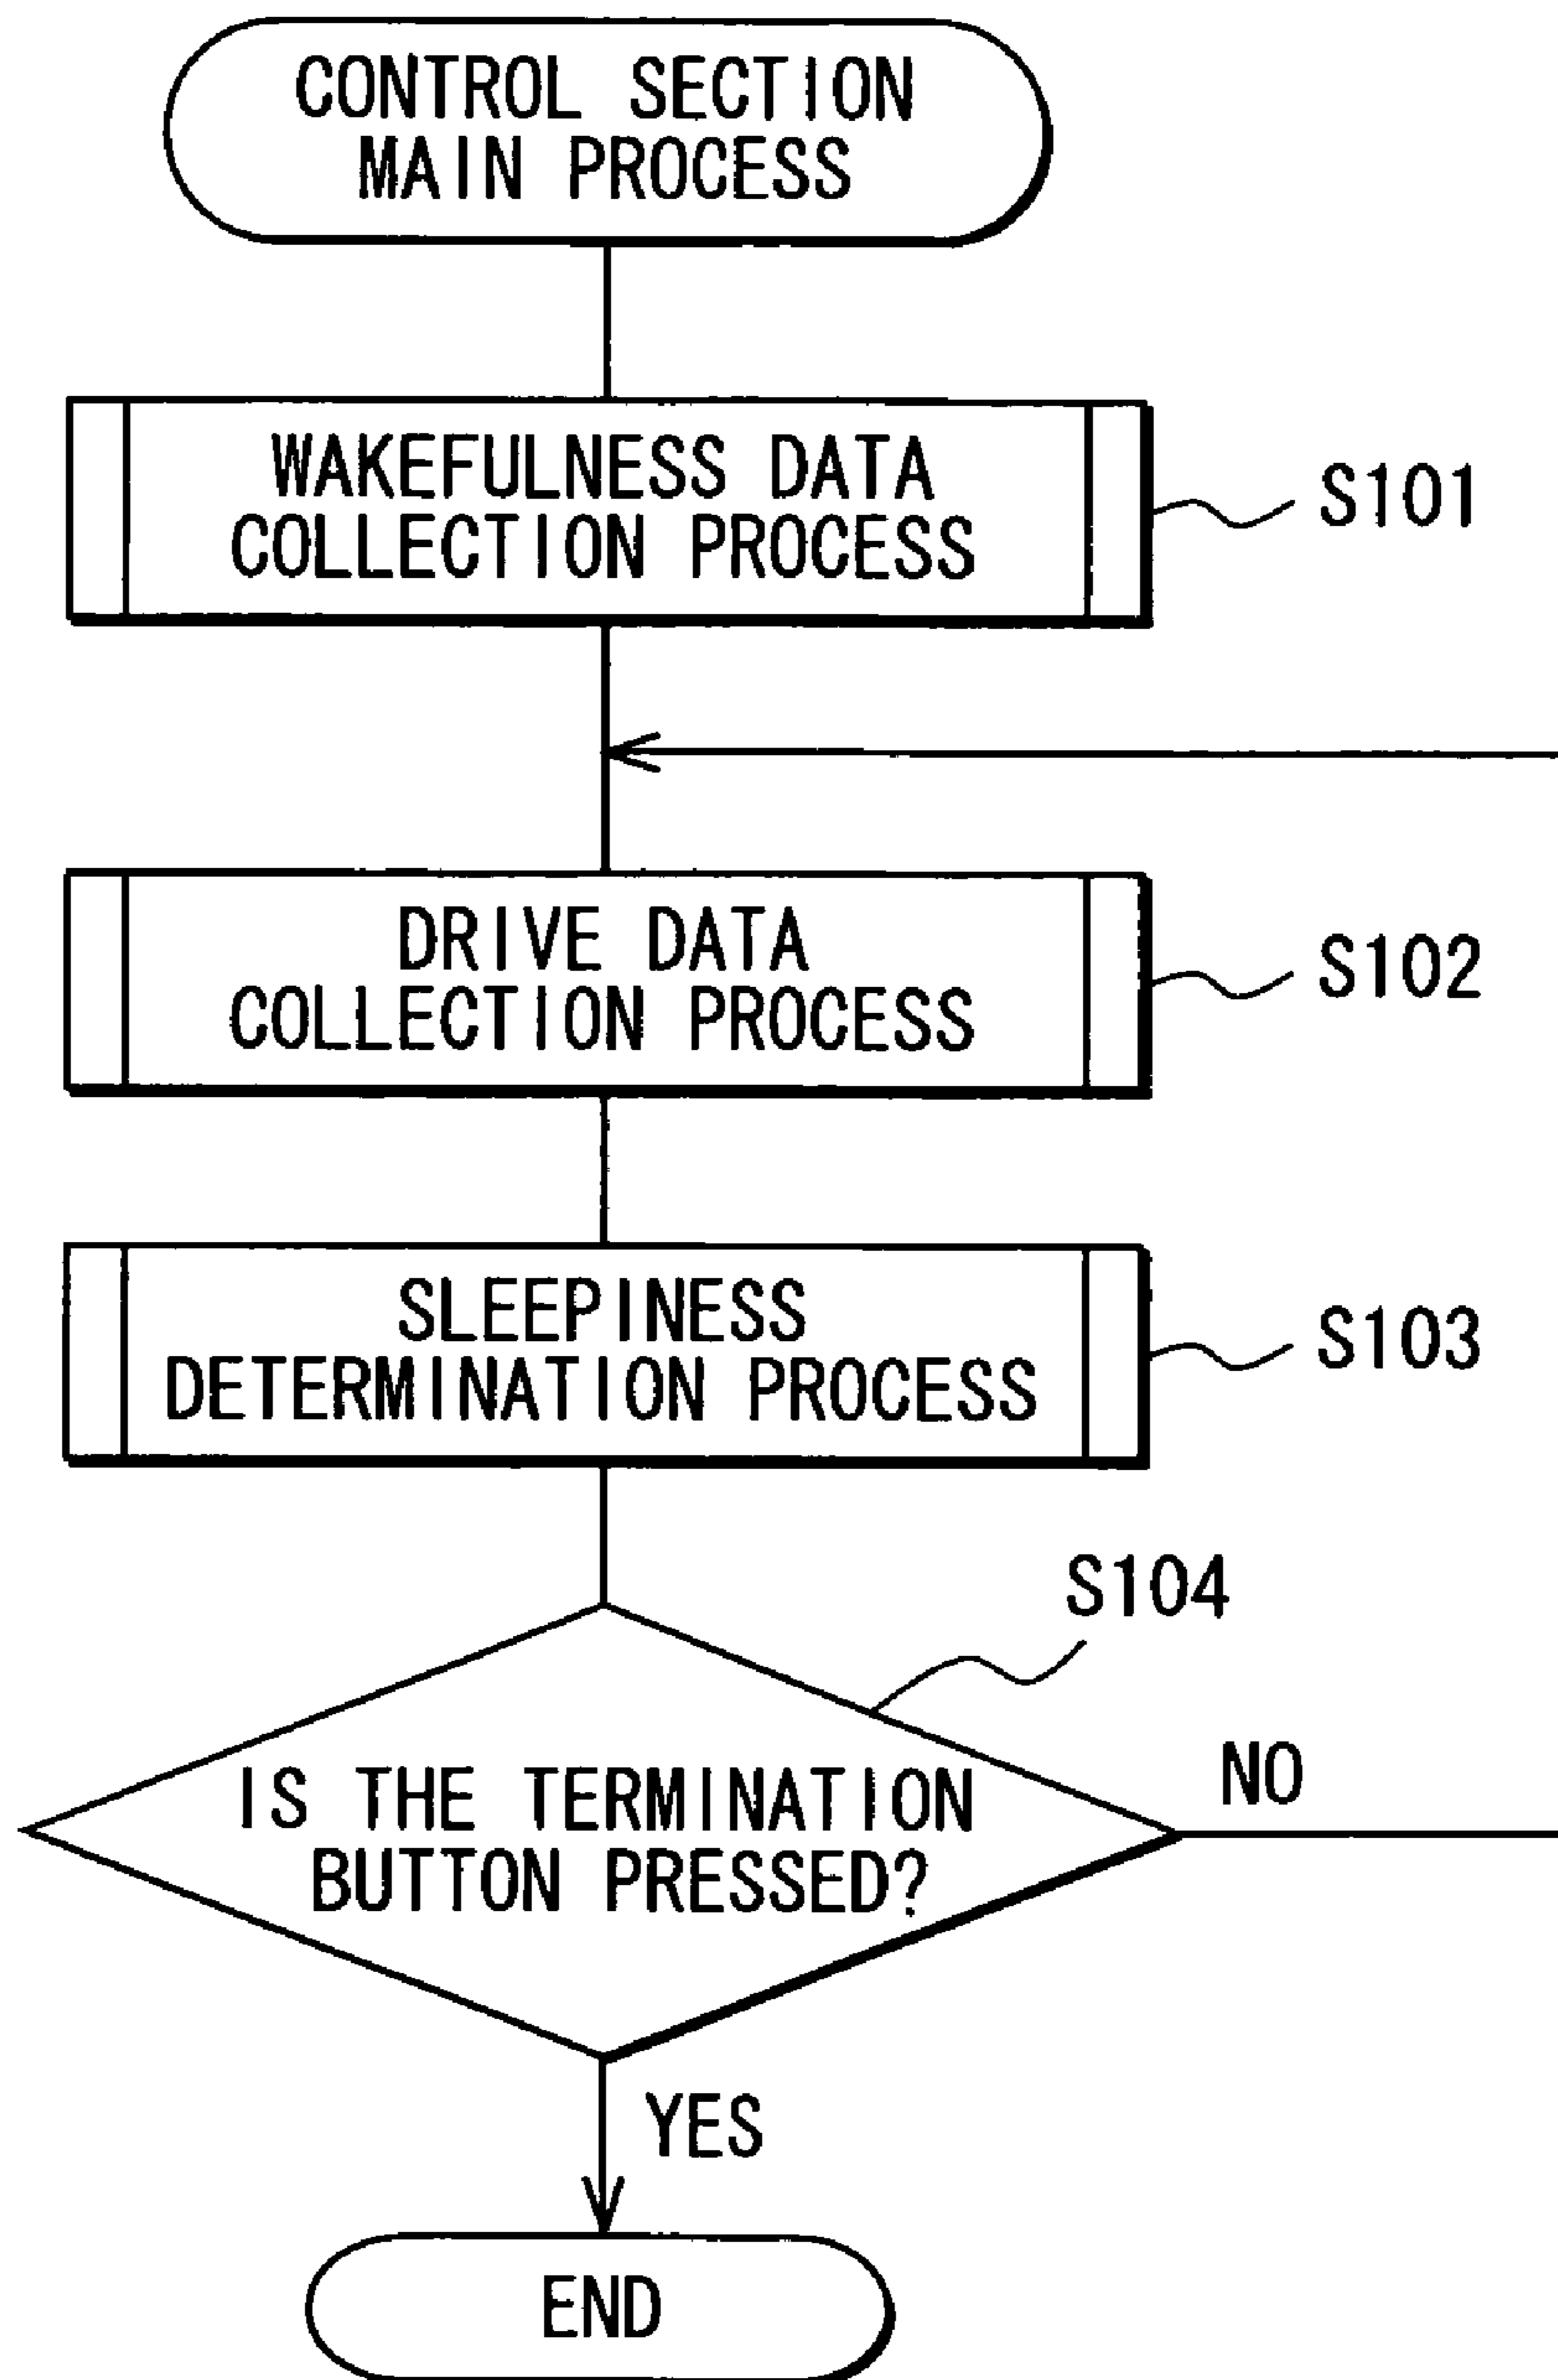 CONTROL SECTION
MAIN PROCESS
WAKEFULNESS DATA
COLLECTION PROCESS
S101
DRIVE DATA
COLLECTION PROCESS
S102
SLEEPINESS
DETERMINATION PROCESS
S103
S104
IS THE TERMINATION
BUTTON PRESSED?
NO
YES
END